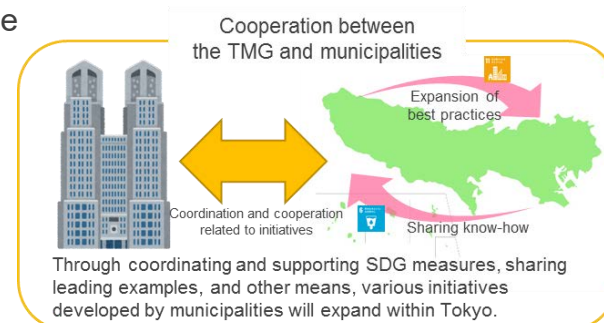 e
Cooperation between
the TMG and municipalities
Expansion of
best practices
Coordination and cooperation
related to initiatives
Sharing know-how
Through coordinating and supporting SDG measures, sharing
leading examples, and other means, various initiatives
developed by municipalities will expand within Tokyo.